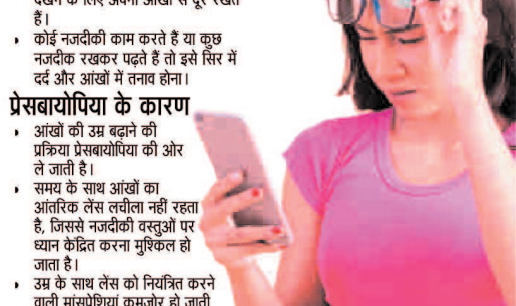 देखने के लिए अपनी आंखों से दूर रखते
हैं।
• कोई नजदीकी काम करते हैं या कुछ
नजदीक रखकर पढ़ते हैं तो इसे सिर में
दर्द और आंखों में तनाव होना।
प्रेसबायोपिया के कारण
• आंखों की उम्र बढ़ाने की
प्रक्रिया प्रेसबायोपिया की ओर
ले जाती है।
• समय के साथ आंखों का
आंतरिक लेंस लचीला नहीं रहता
है, जिससे नजदीकी वस्तुओं पर
ध्यान केंद्रित करना मुश्किल हो
जाता है।
• उम्र के साथ लेंस को नियंत्रित करने
वाली मांसपेशियां कमजोर हो जाती